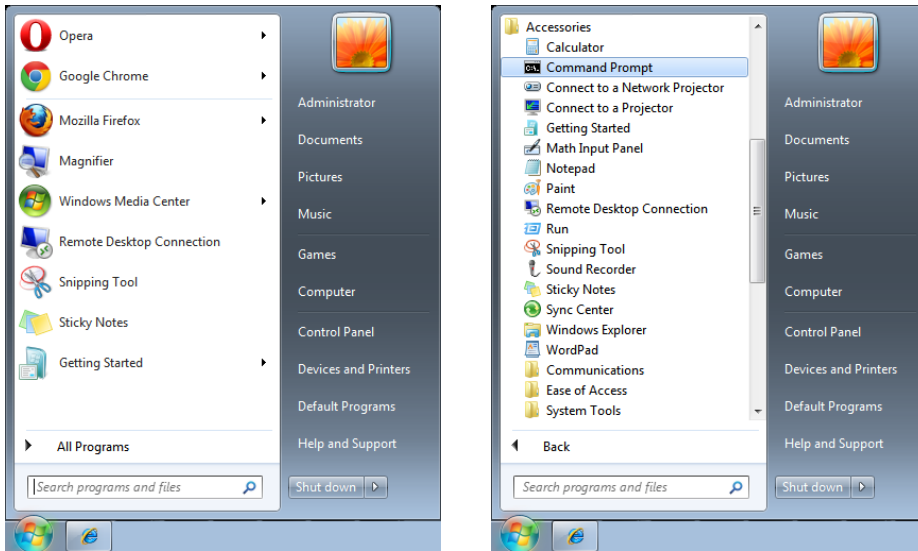 Opera
Google Chrome
Mozilla Firefox
Magnifier
Windows Media Center
Remote Desktop Connection
Snipping Tool
Sticky Notes
Getting Started
All Programs
Search programs and files
Administrator
Documents
Pictures
Music
Games
Computer
Control Panel
Devices and Printers
Default Programs
Help and Support
Shut down
Accessories
Calculator
Command Prompt
Connect to a Network Projector
Connect to a Projector
Getting Started
Math Input Panel
Notepad
Paint
Remote Desktop Connection
Run
Snipping Tool
Sound Recorder
Sticky Notes
Sync Center
Windows Explorer
WordPad
Communications
Ease of Access
System Tools
Back
Search programs and files
Administrator
Documents
Pictures
Music
Games
Computer
Control Panel
Devices and Printers
Default Programs
Help and Support
Shut down